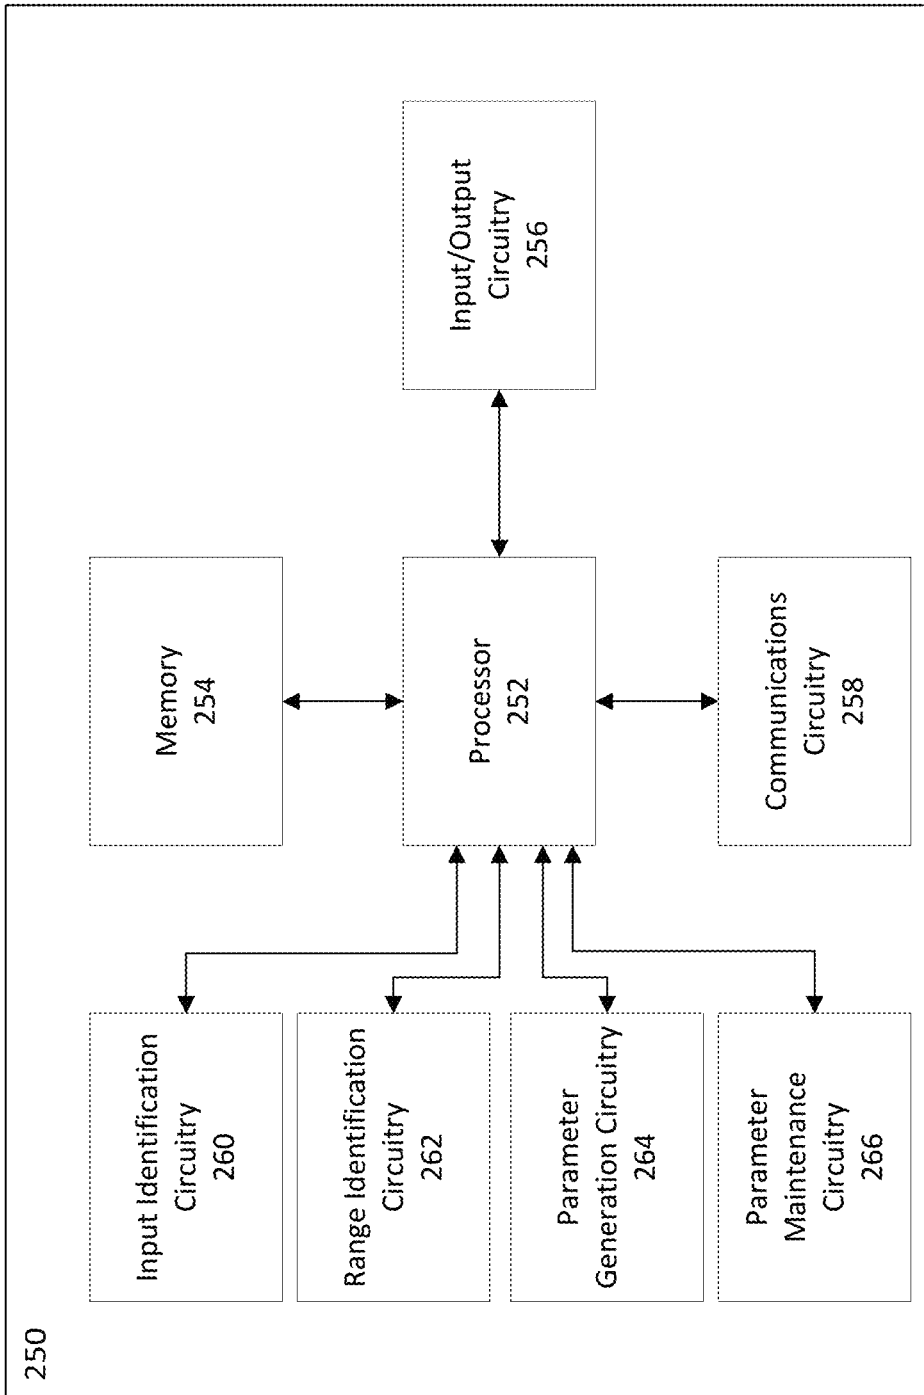 250
Input Identification
Circuitry
260
Range Identification
Circuitry
262
Parameter
Generation Circuitry
264
Parameter
Maintenance
Circuitry
266
Memory
254
Processor
252
Communications
Circuitry
258
Input/Output
Circuitry
256